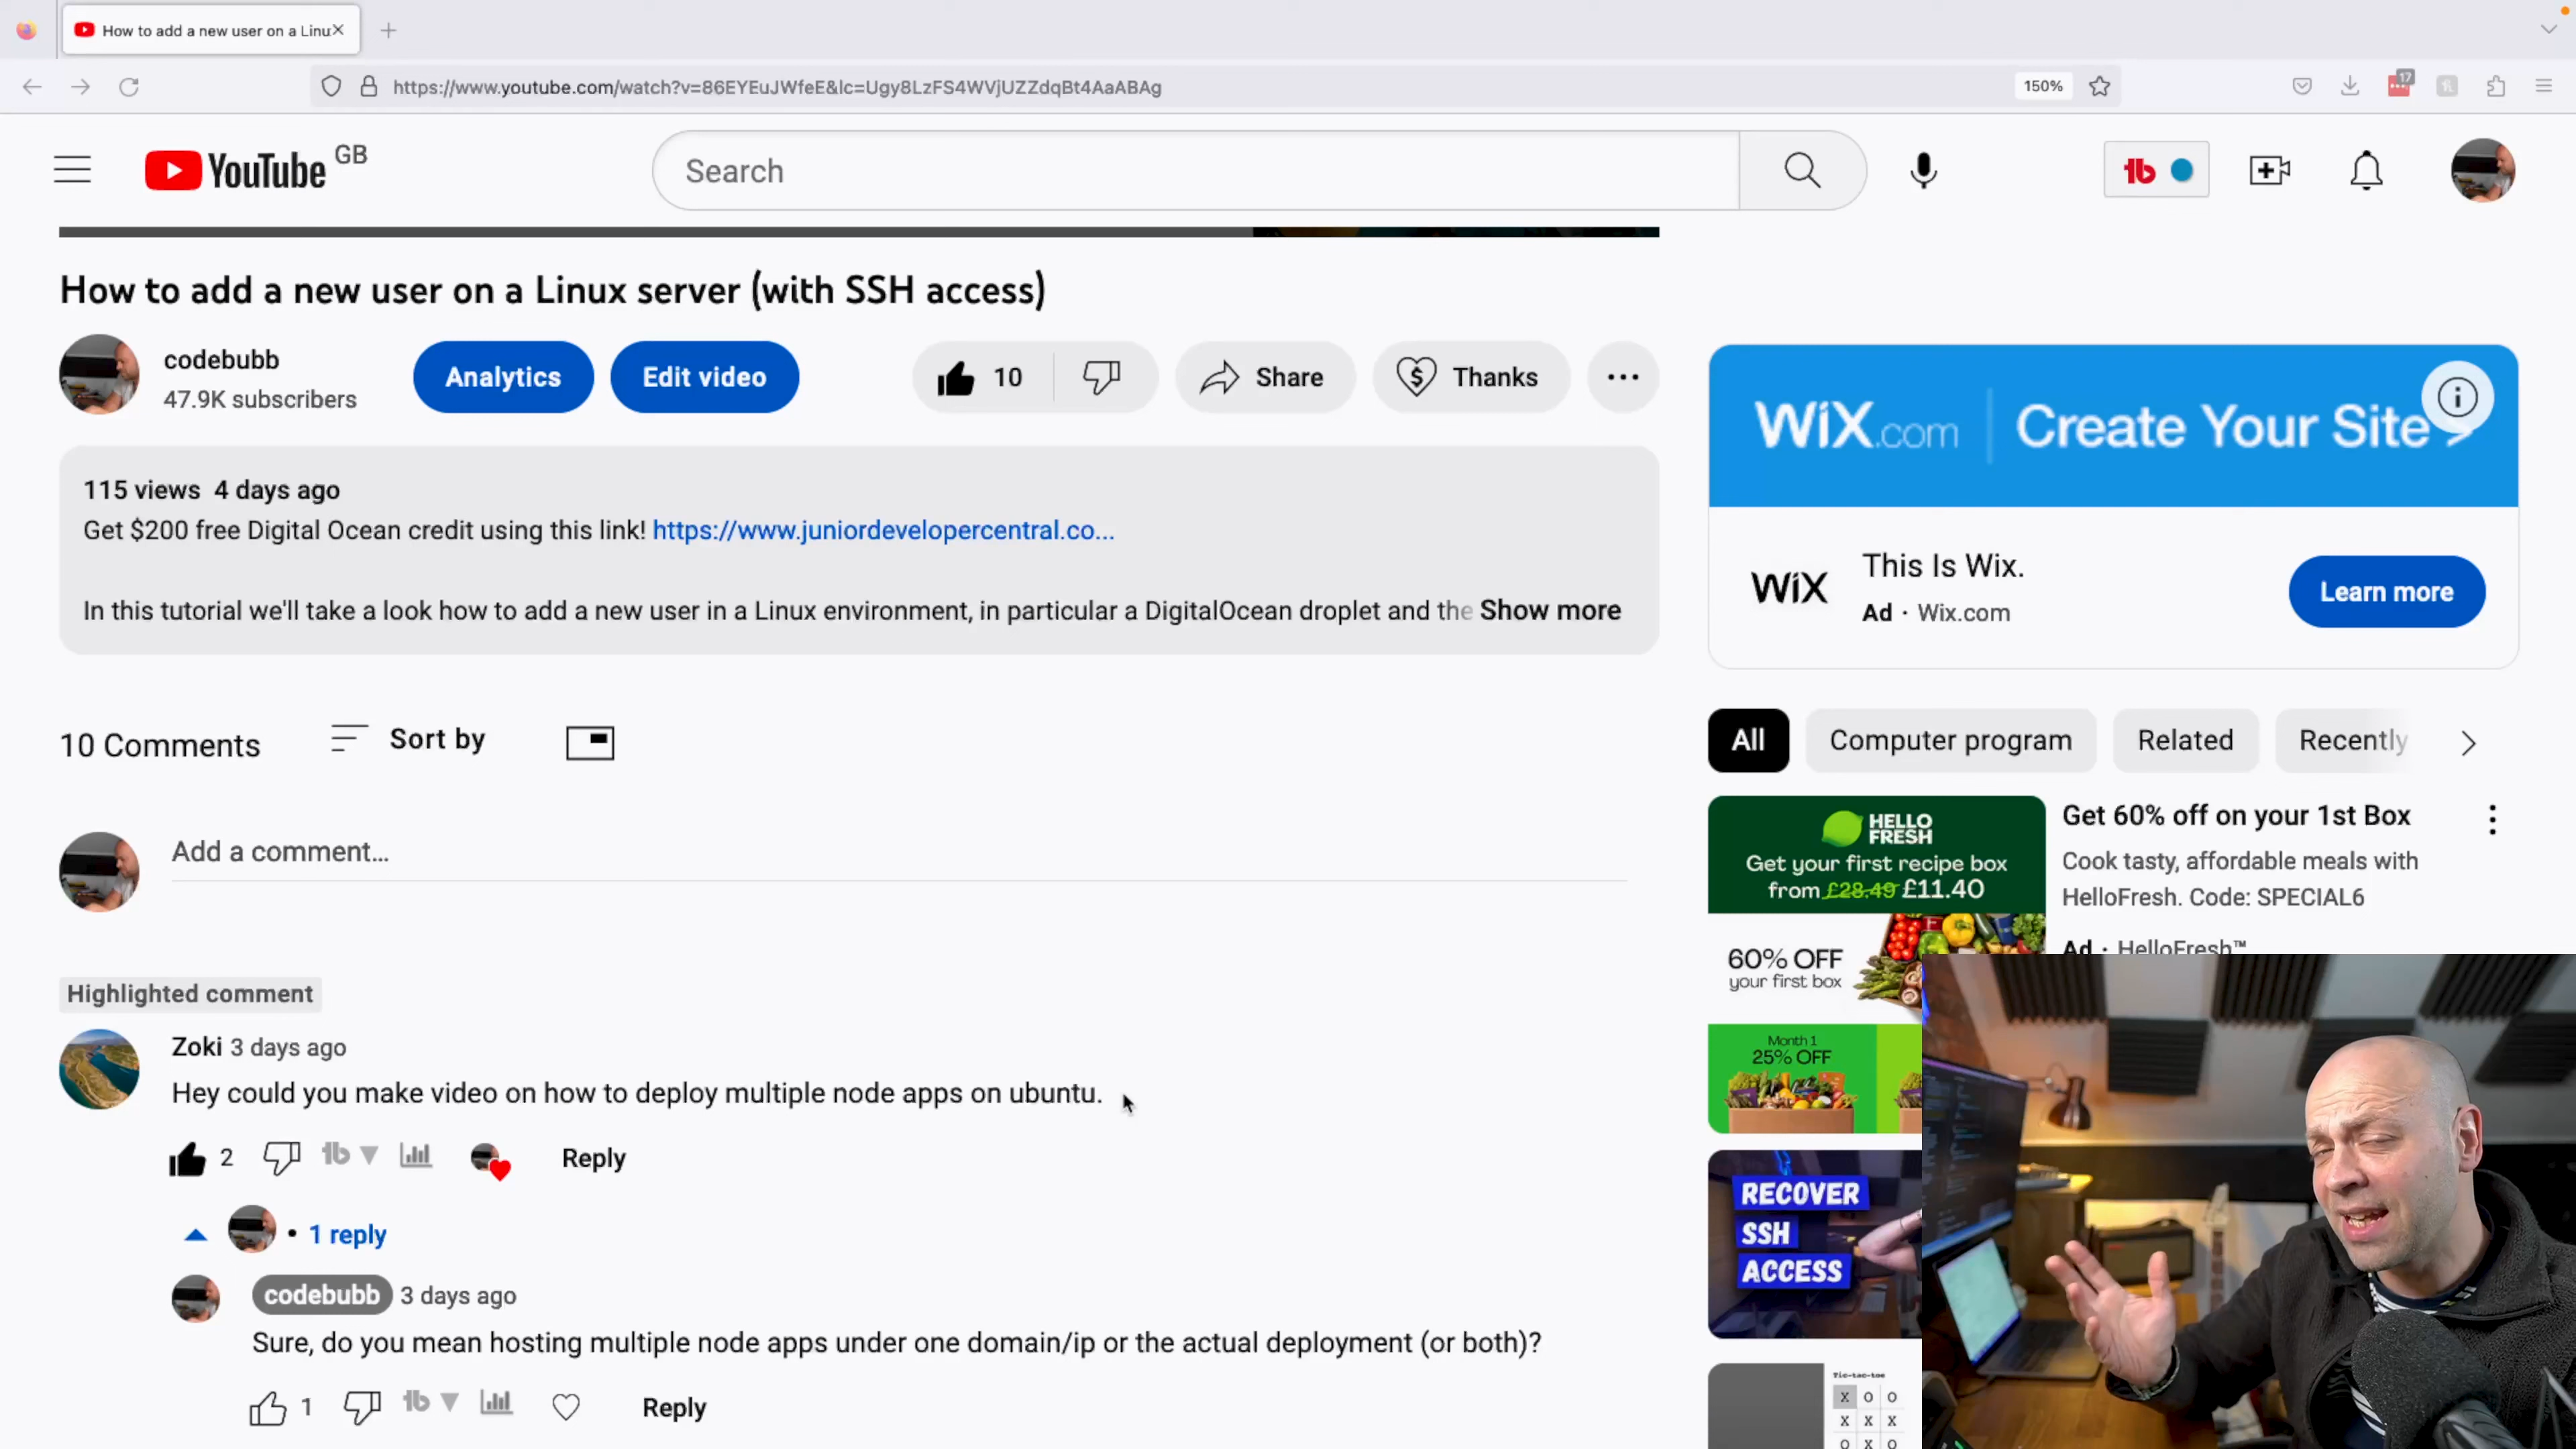 How to add a new user on a Linu
https://www.youtube.com/watch?v=86EYEuJWfeE&lc=Ugy8LzFS4WVjUZZdqBt4AaABAg
150%
17
YouTube GB
Search
How to add a new user on a Linux server (with SSH access)
codebubb
47.9K subscribers
Analytics
Edit video
10
Share
Thanks
115 views 4 days ago
Get $200 free Digital Ocean credit using this link! https://www.juniordevelopercentral.co...
In this tutorial we'll take a look how to add a new user in a Linux environment, in particular a DigitalOcean droplet and the Show more
10 Comments
Sort by
Add a comment...
Highlighted comment
Zoki 3 days ago
Hey could you make video on how to deploy multiple node apps on ubuntu.
2
Reply
• 1 reply
codebubb 3 days ago
Sure, do you mean hosting multiple node apps under one domain/ip or the actual deployment (or both)?
1
Reply
WiX.com | Create Your Site >
WiX
This Is Wix.
Ad · Wix.com
Learn more
All
Computer program
Related
Recently
HELLO
FRESH
Get your first recipe box
from £28.49 £11.40
60% OFF
your first box
Month 1
25% OFF
Get 60% off on your 1st Box
Cook tasty, affordable meals with
HelloFresh. Code: SPECIAL6
Ad · HelloFresh™
RECOVER
SSH
ACCESS
Tic-tac-toe
X O O
X X X
O X O